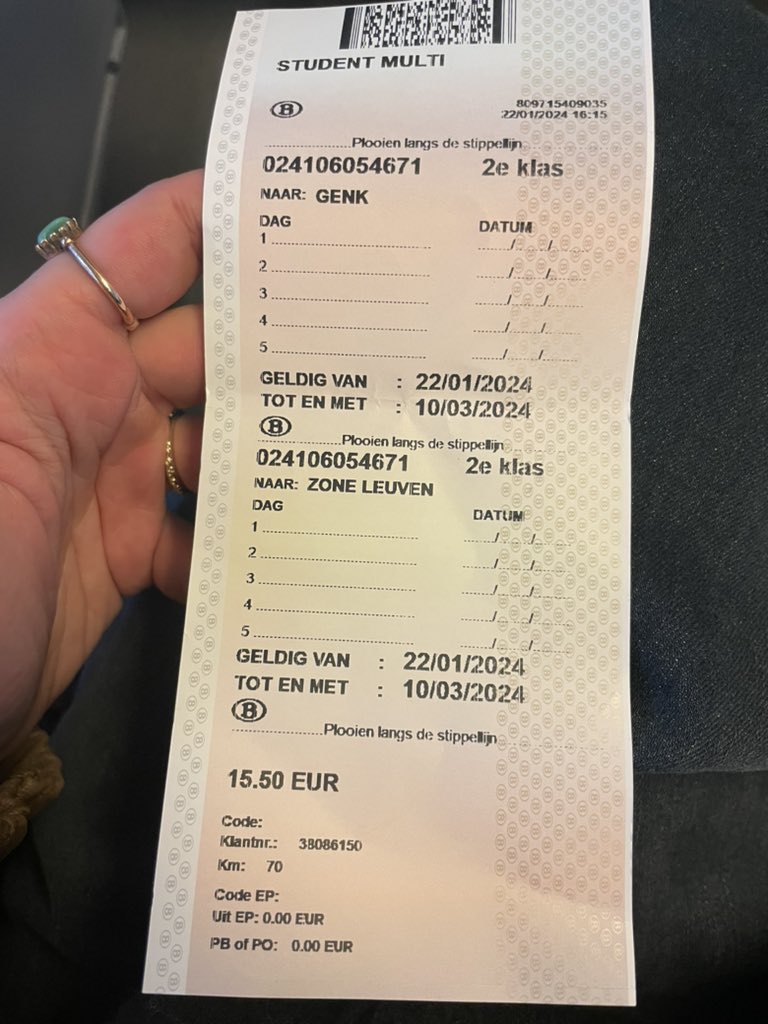 STUDENT MULTI
B
809715409035
22/01/2024 16:15
Plooien langs de stippellijn
024106054671 2e klas
NAAR: GENK
DAG DATUM
1 ..../..../....
2 ..../..../....
3 ..../..../....
4 ..../..../....
5 ..../..../....
GELDIG VAN : 22/01/2024
TOT EN MET : 10/03/2024
B
Plooien langs de stippellijn
024106054671 2e klas
NAAR: ZONE LEUVEN
DAG DATUM
1 ..../..../....
2 ..../..../....
3 ..../..../....
4 ..../..../....
5 ..../..../....
GELDIG VAN : 22/01/2024
TOT EN MET : 10/03/2024
B
Plooien langs de stippellijn
15.50 EUR
Code:
Klantnr.: 38086150
Km: 70
Code EP:
Uit EP: 0.00 EUR
PB of PO: 0.00 EUR